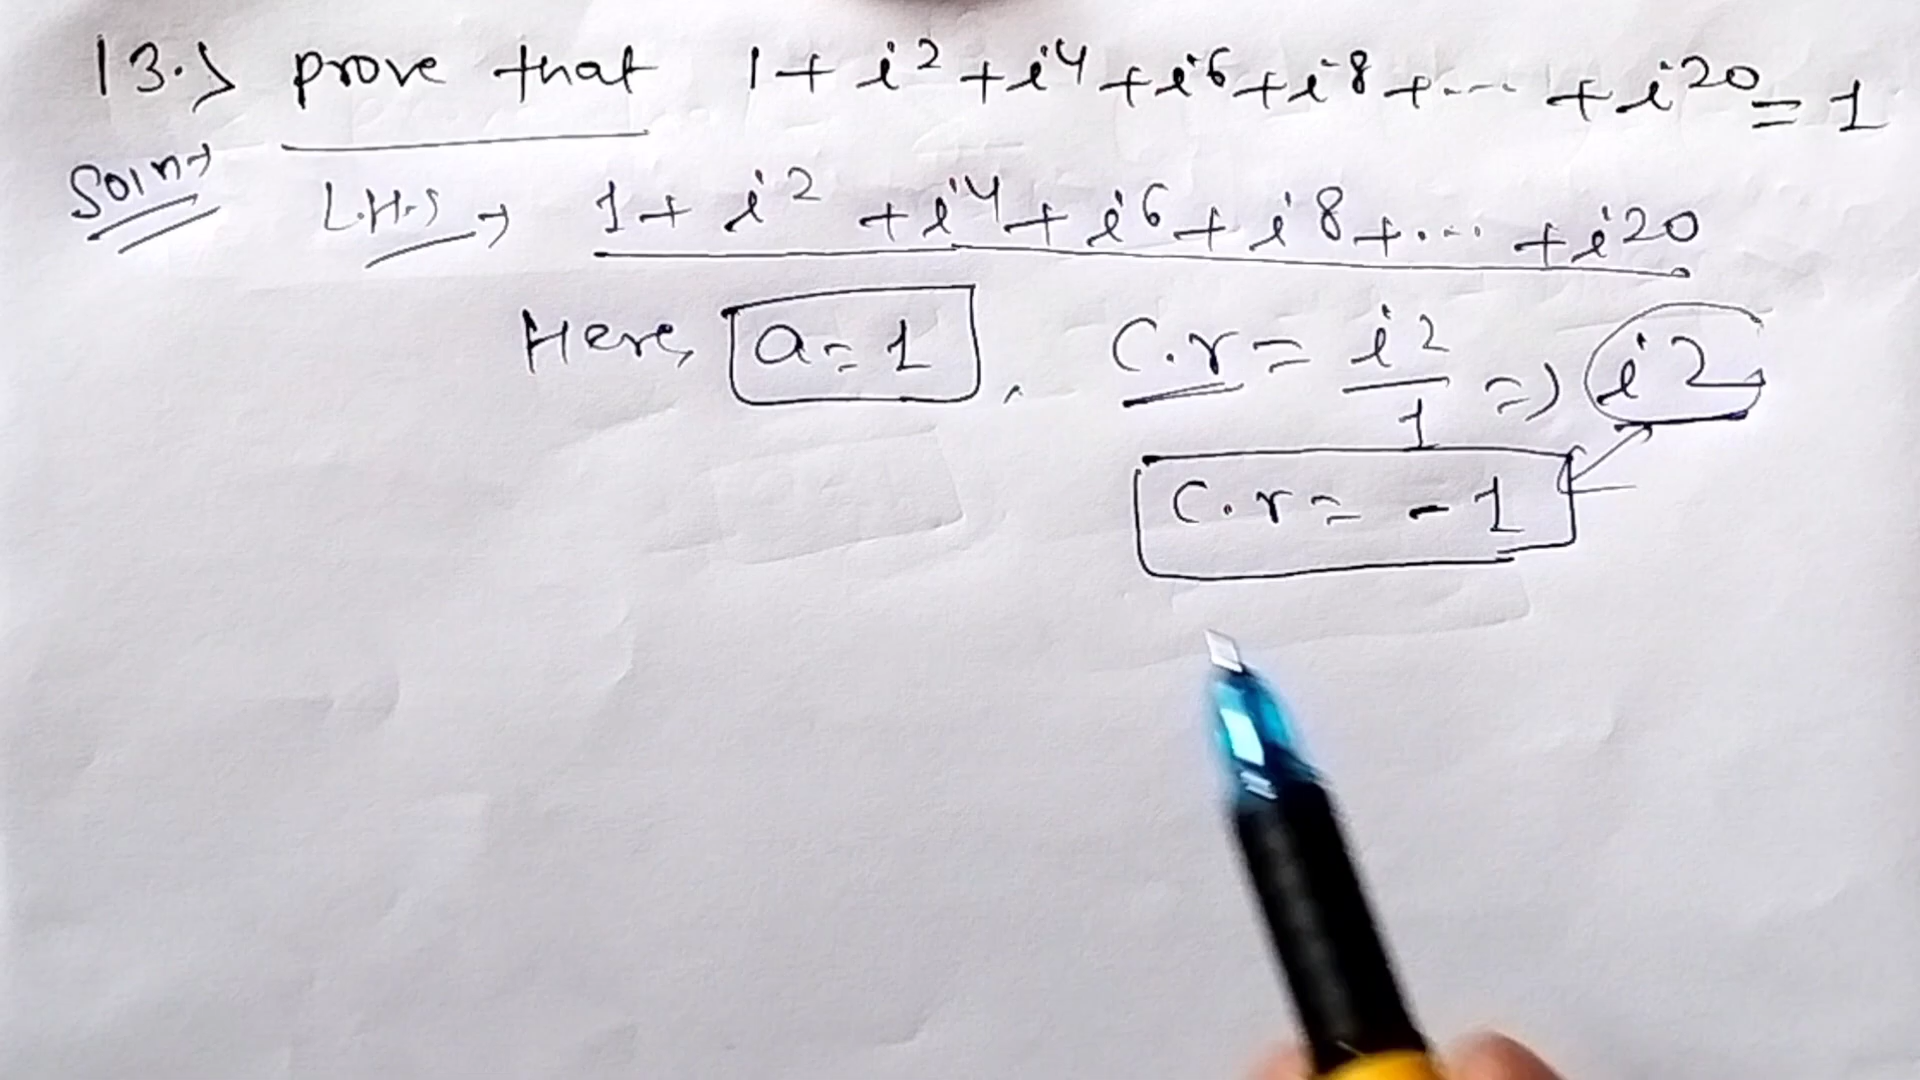 13.) prove that 1 + i² + i⁴ + i⁶ + i⁸ + ... + i²⁰ = 1
Soln→ L.H.S → 1 + i² + i⁴ + i⁶ + i⁸ + ... + i²⁰
Here, a = 1 , C.r = i²/1 => i²
C.r = -1